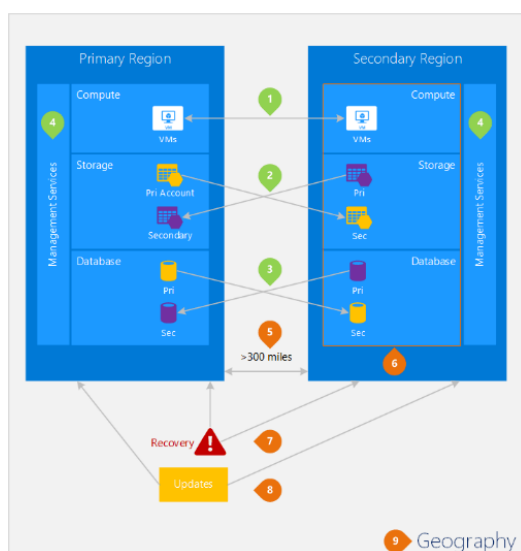 Primary Region
Secondary Region
Compute
1
Compute
4
4
VM
VMs
VM
VMs
Management Services
Management Services
Storage
2
Storage
Pri Account
Pri
Secondary
Sec
Database
3
Database
Pri
Pri
Sec
Sec
5
>300 miles
6
Recovery
7
Updates
8
9
Geography